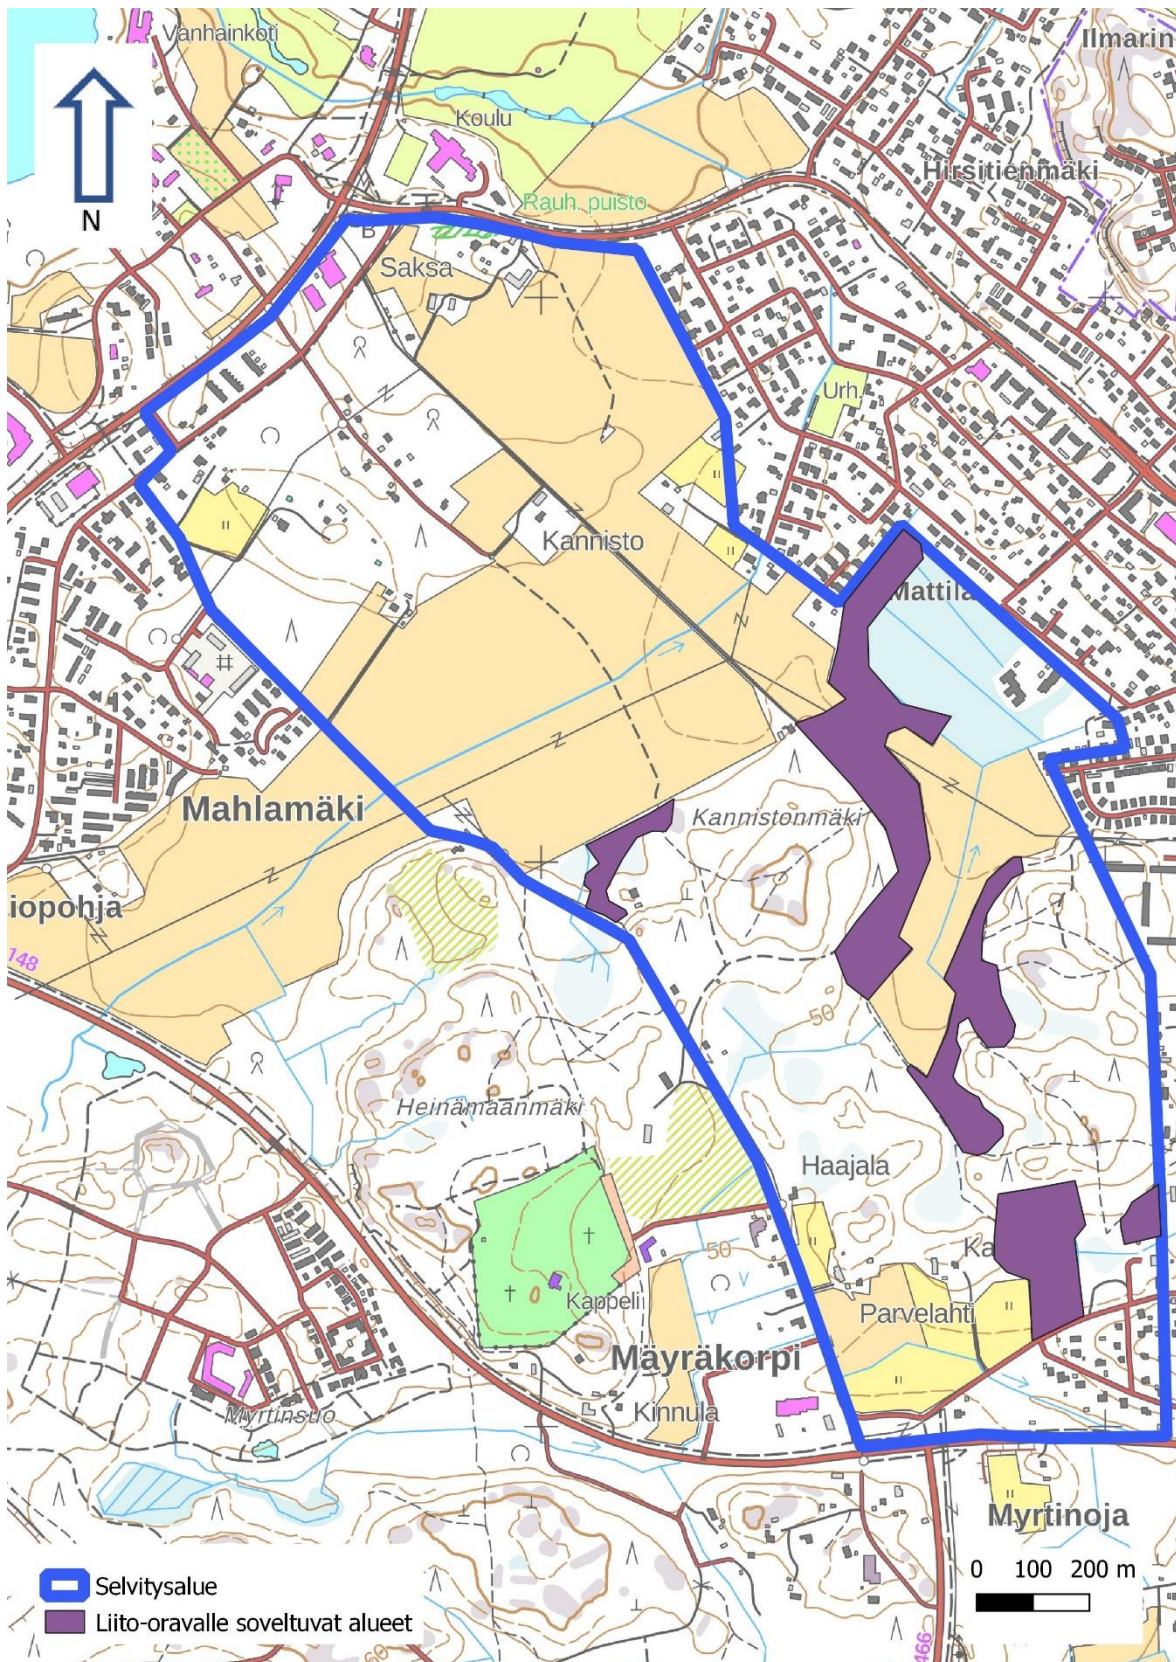 Vanhainkoti
Ilmarin
Koulu
Hirsitienmäki
Rauh. puisto
N
B
Saksa
Urh.
Kannisto
Mattila
Mahlamäki
Kannistonmäki
iopohja
148
50
Heinämaanmäki
Haajala
50
Ka
Kappeli
Parvelahti
Mäyräkorpi
Kinnula
Myrtinsuo
Myrtinoja
0 100 200 m
Selvitysalue
Liito-oravalle soveltuvat alueet
466
50